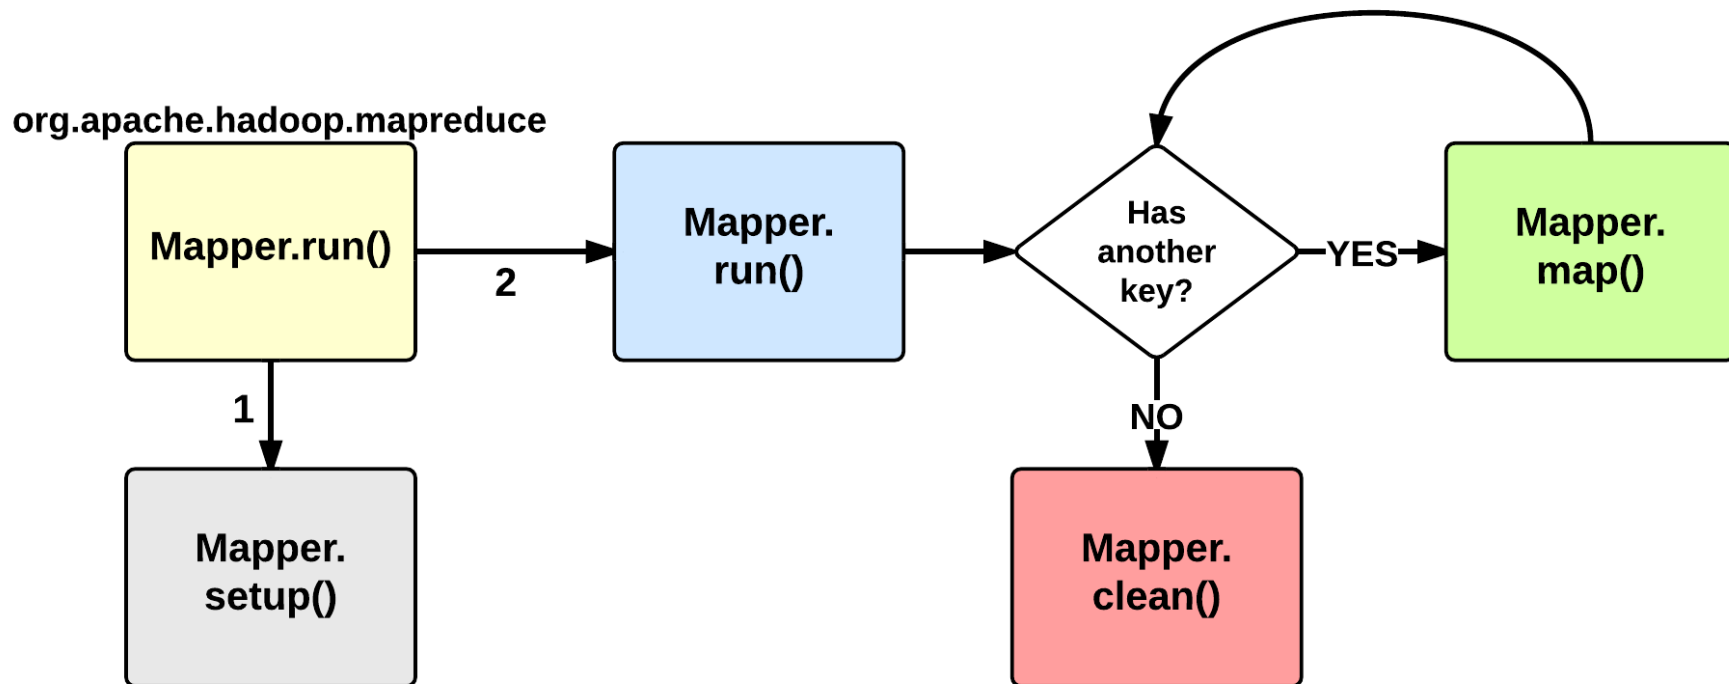 org.apache.hadoop.mapreduce
Mapper.run()
2
Mapper.
run()
Has
another
key?
YES
Mapper.
map()
1
NO
Mapper.
setup()
Mapper.
clean()